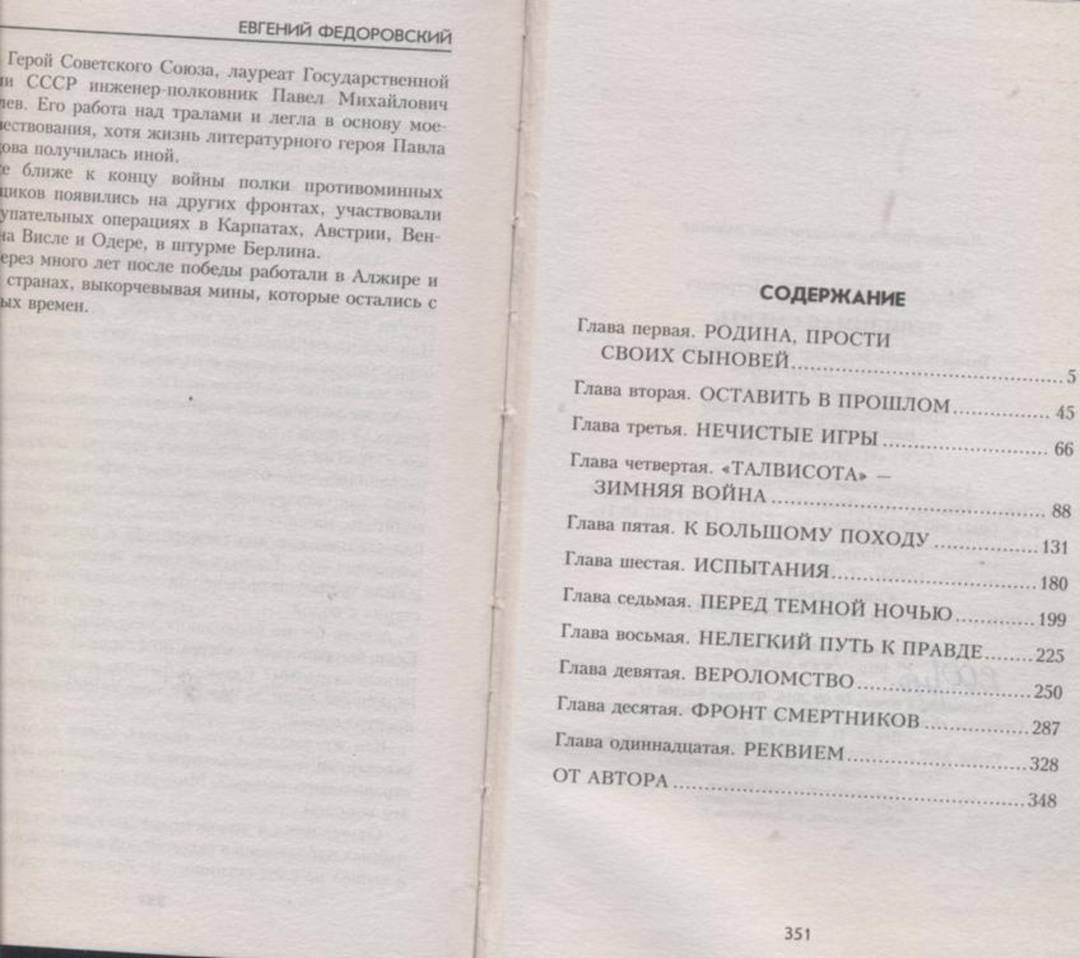 ЕВГЕНИЙ ФЕДОРОВСКИЙ
Герой Советского Союза, лауреат Государственной
СССР инженер-полковник Павел Михайлович
Его работа над тралами и легла в основу мое-
хотя жизнь литературного героя Павла
получилась иной.
ближе к концу войны полки противоминных
появились на других фронтах, участвовали
операциях в Карпатах, Австрии, Вен-
на Висле и Одере, в штурме Берлина.
через много лет после победы работали в Алжире и
странах, выкорчевывая мины, которые остались с
времен.
СОДЕРЖАНИЕ
Глава первая. РОДИНА, ПРОСТИ
СВОИХ СЫНОВЕЙ.......................................5
Глава вторая. ОСТАВИТЬ В ПРОШЛОМ............. 45
Глава третья. НЕЧИСТЫЕ ИГРЫ....................... 66
Глава четвертая. «ТАЛВИСОТА» –
ЗИМНЯЯ ВОЙНА....................................... 88
Глава пятая. К БОЛЬШОМУ ПОХОДУ.................. 131
Глава шестая. ИСПЫТАНИЯ............................ 180
Глава седьмая. ПЕРЕД ТЕМНОЙ НОЧЬЮ.............199
Глава восьмая. НЕЛЕГКИЙ ПУТЬ К ПРАВДЕ.......225
Глава девятая. ВЕРОЛОМСТВО.........................250
Глава десятая. ФРОНТ СМЕРТНИКОВ.................287
Глава одиннадцатая. РЕКВИЕМ.........................328
ОТ АВТОРА..................................................348
351